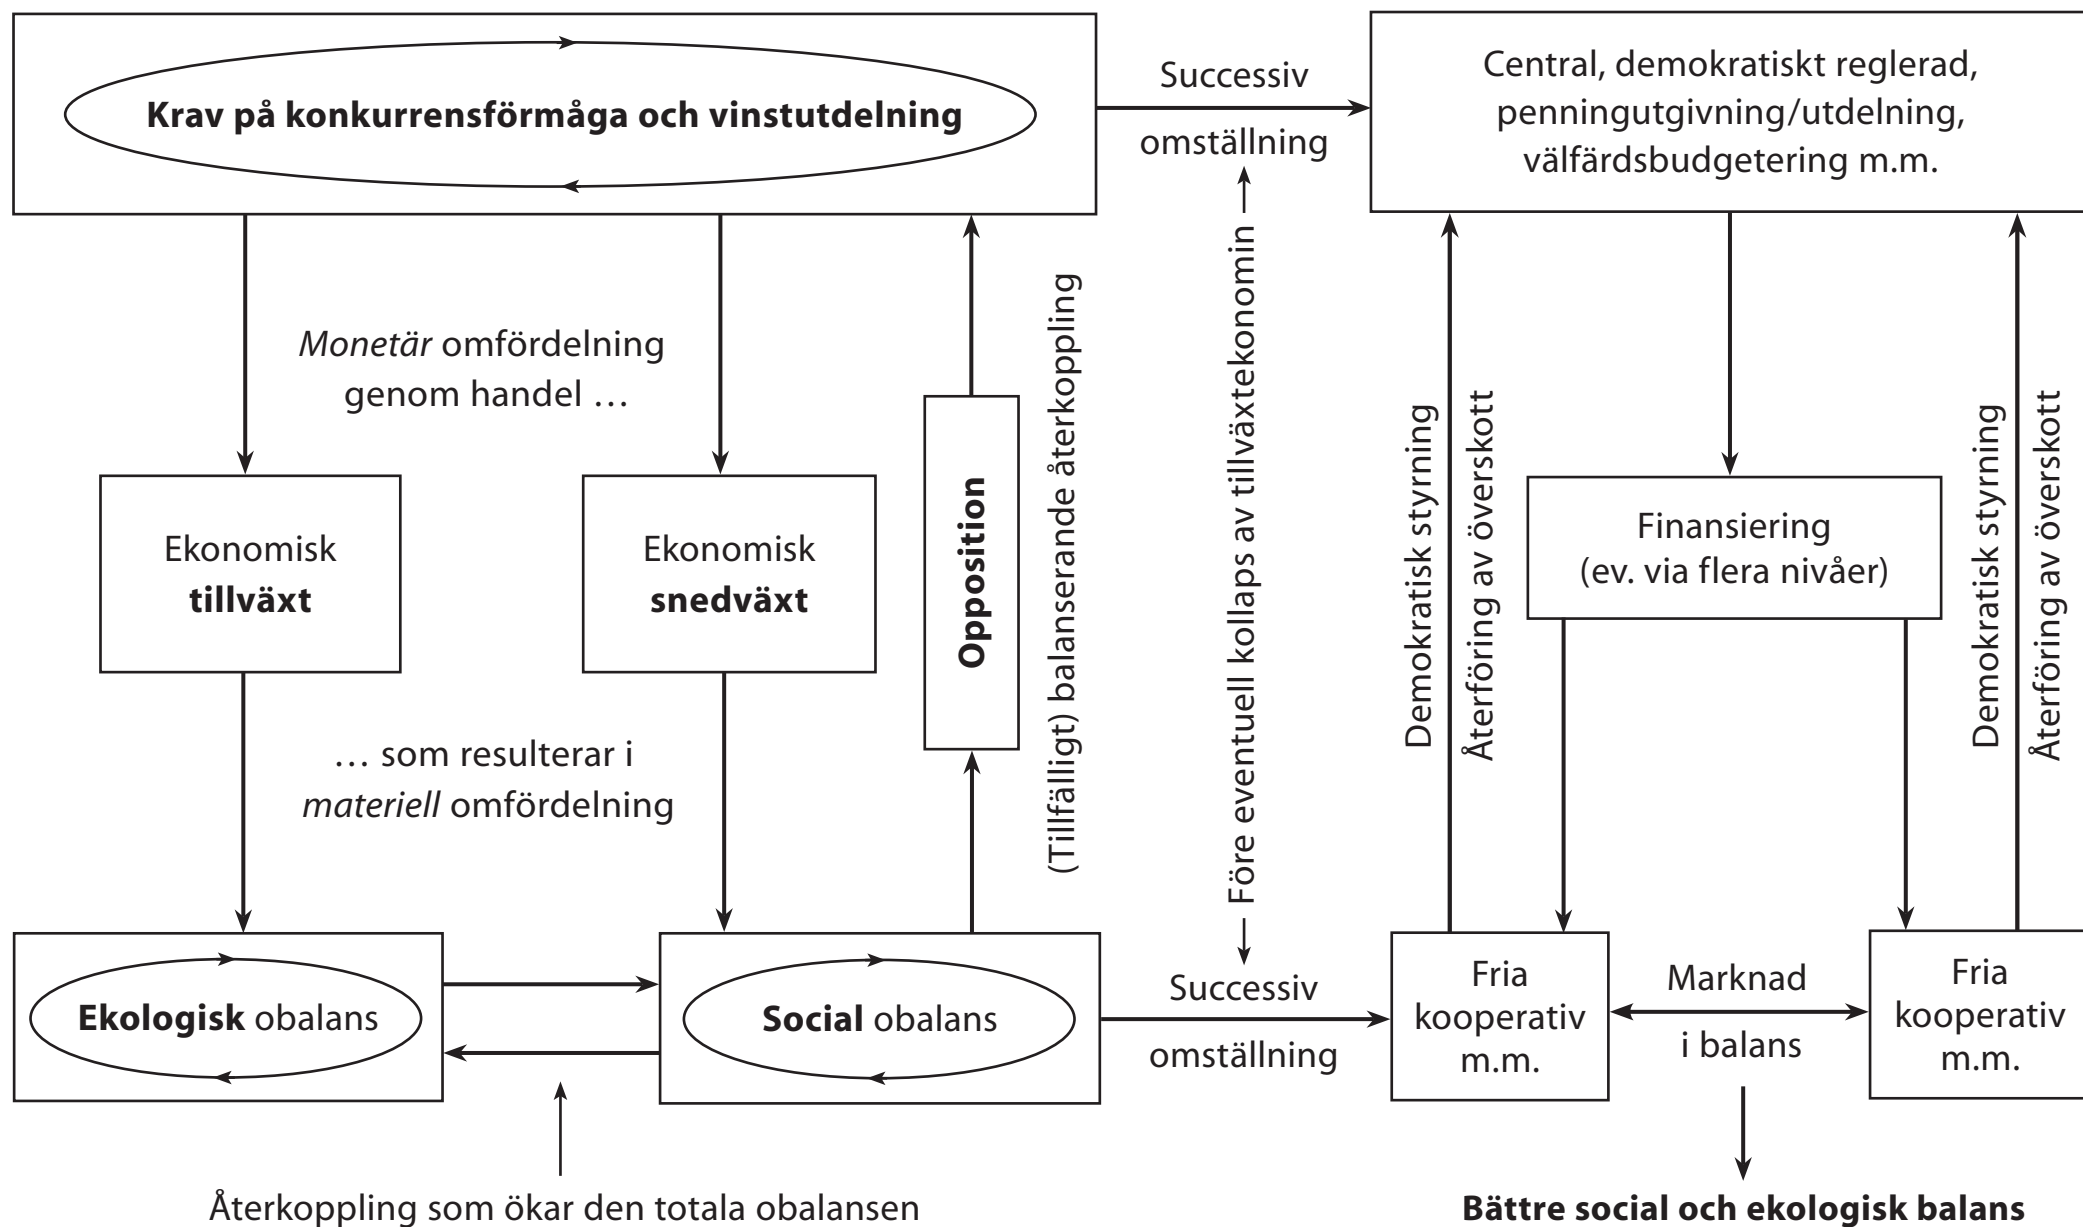 Krav på konkurrensförmåga och vinstutdelning
Successiv
omställning
Central, demokratiskt reglerad,
penningutgivning/utdelning,
välfärdsbudgetering m.m.
Monetär omfördelning
genom handel …
Ekonomisk
tillväxt
Ekonomisk
snedväxt
Opposition
(Tillfälligt) balanserande återkoppling
Före eventuell kollaps av tillväxtekonomin
Demokratisk styrning
Återföring av överskott
Finansiering
(ev. via flera nivåer)
Demokratisk styrning
Återföring av överskott
… som resulterar i
materiell omfördelning
Ekologisk obalans
Social obalans
Successiv
omställning
Fria
kooperativ
m.m.
Marknad
i balans
Fria
kooperativ
m.m.
Återkoppling som ökar den totala obalansen
Bättre social och ekologisk balans